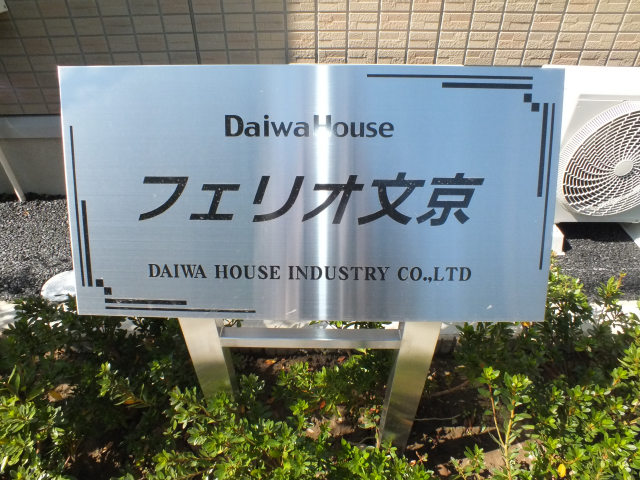 DaiwaHouse
フェリオ文京
DAIWA HOUSE INDUSTRY CO.,LTD